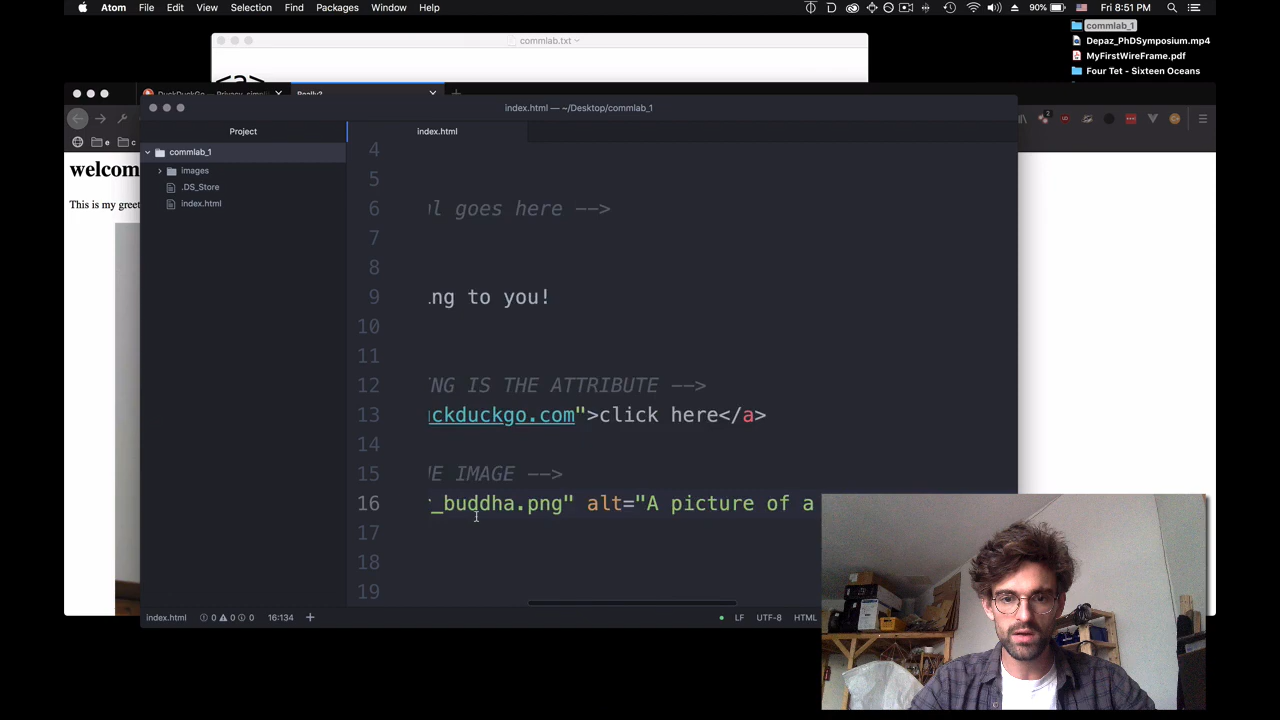 Atom File Edit View Selection Find Packages Window Help
90% Fri 8:51 PM
commlab_1
Depaz_PhDSymposium.mp4
MyFirstWireFrame.pdf
Four Tet - Sixteen Oceans
commlab.txt
<a>
DuckDuckGo — Privacy, simpli
Really?
index.html — ~/Desktop/commlab_1
e
c
Project
index.html
commlab_1
images
.DS_Store
index.html
welcom
This is my greet
4
5
6 l goes here -->
7
8
9 ng to you!
10
11
12 NG IS THE ATTRIBUTE -->
13 ckduckgo.com">click here</a>
14
15 E IMAGE -->
16 _buddha.png" alt="A picture of a
17
18
19
index.html 0 0 0 16:134 + LF UTF-8 HTML